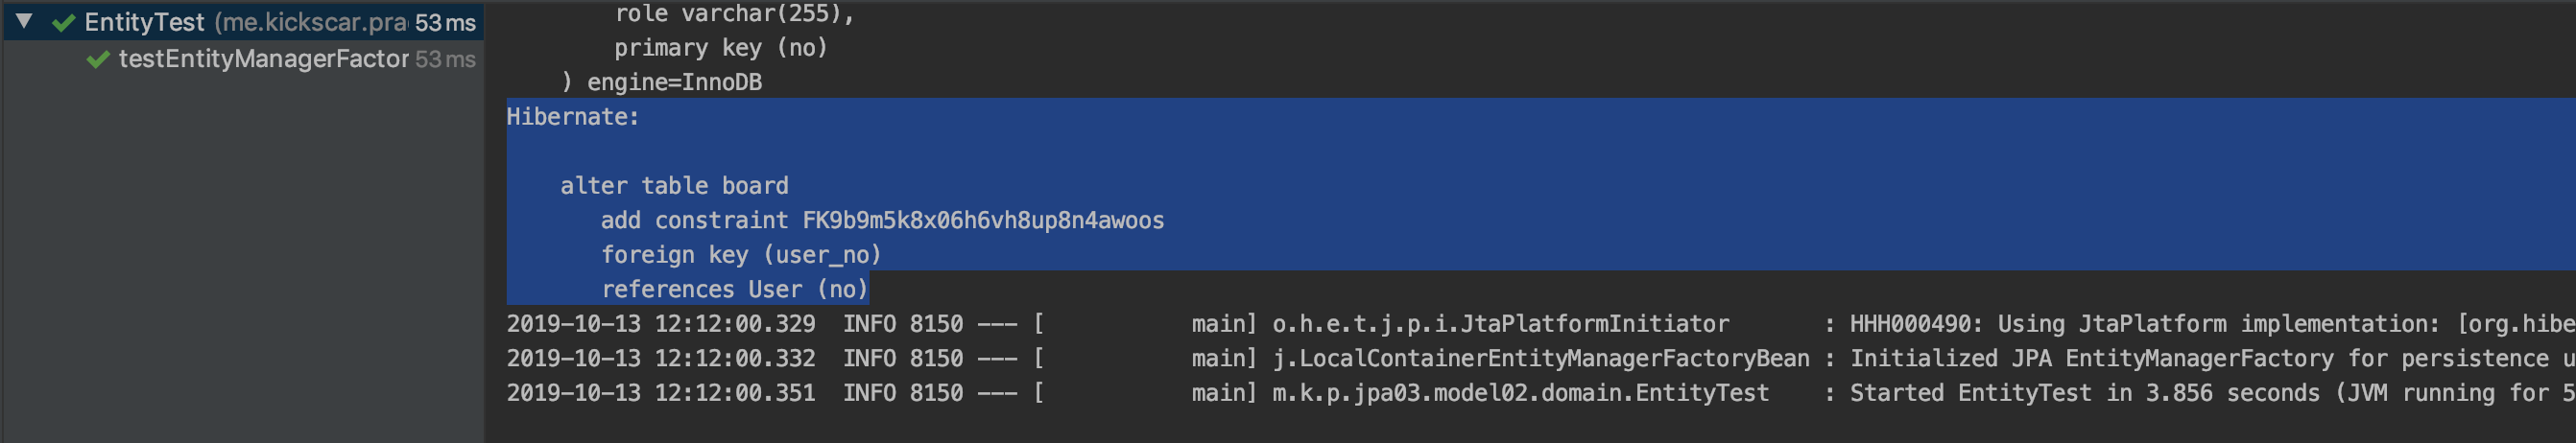 EntityTest (me.kickscar.pra 53 ms
testEntityManagerFactor 53 ms
role varchar(255),
primary key (no)
) engine=InnoDB
Hibernate:
alter table board
add constraint FK9b9m5k8x06h6vh8up8n4awoos
foreign key (user_no)
references User (no)
2019-10-13 12:12:00.329  INFO 8150 --- [           main] o.h.e.t.j.p.i.JtaPlatformInitiator       : HHH000490: Using JtaPlatform implementation: [org.hibe
2019-10-13 12:12:00.332  INFO 8150 --- [           main] j.LocalContainerEntityManagerFactoryBean : Initialized JPA EntityManagerFactory for persistence u
2019-10-13 12:12:00.351  INFO 8150 --- [           main] m.k.p.jpa03.model02.domain.EntityTest    : Started EntityTest in 3.856 seconds (JVM running for 5